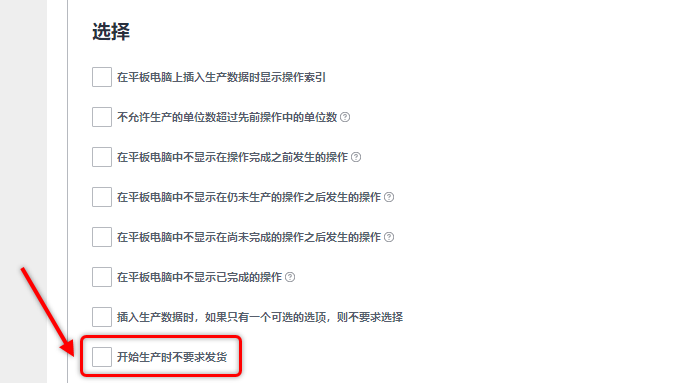 选择
在平板电脑上插入生产数据时显示操作索引
不允许生产的单位数超过先前操作中的单位数
在平板电脑中不显示在操作完成之前发生的操作
在平板电脑中不显示在仍未生产的操作之后发生的操作
在平板电脑中不显示在尚未完成的操作之后发生的操作
在平板电脑中不显示已完成的操作
插入生产数据时，如果只有一个可选的选项，则不要求选择
开始生产时不要求发货